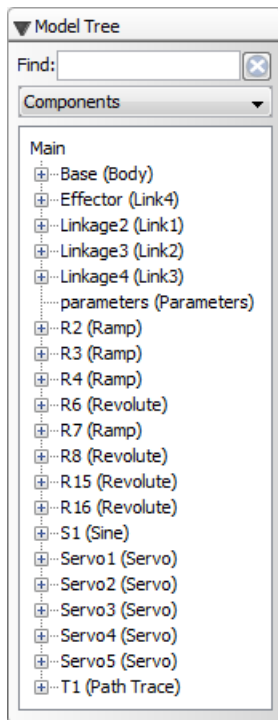 Model Tree
Find:
Components
Main
Base (Body)
Effector (Link4)
Linkage2 (Link1)
Linkage3 (Link2)
Linkage4 (Link3)
parameters (Parameters)
R2 (Ramp)
R3 (Ramp)
R4 (Ramp)
R6 (Revolute)
R7 (Ramp)
R8 (Revolute)
R15 (Revolute)
R16 (Revolute)
S1 (Sine)
Servo1 (Servo)
Servo2 (Servo)
Servo3 (Servo)
Servo4 (Servo)
Servo5 (Servo)
T1 (Path Trace)